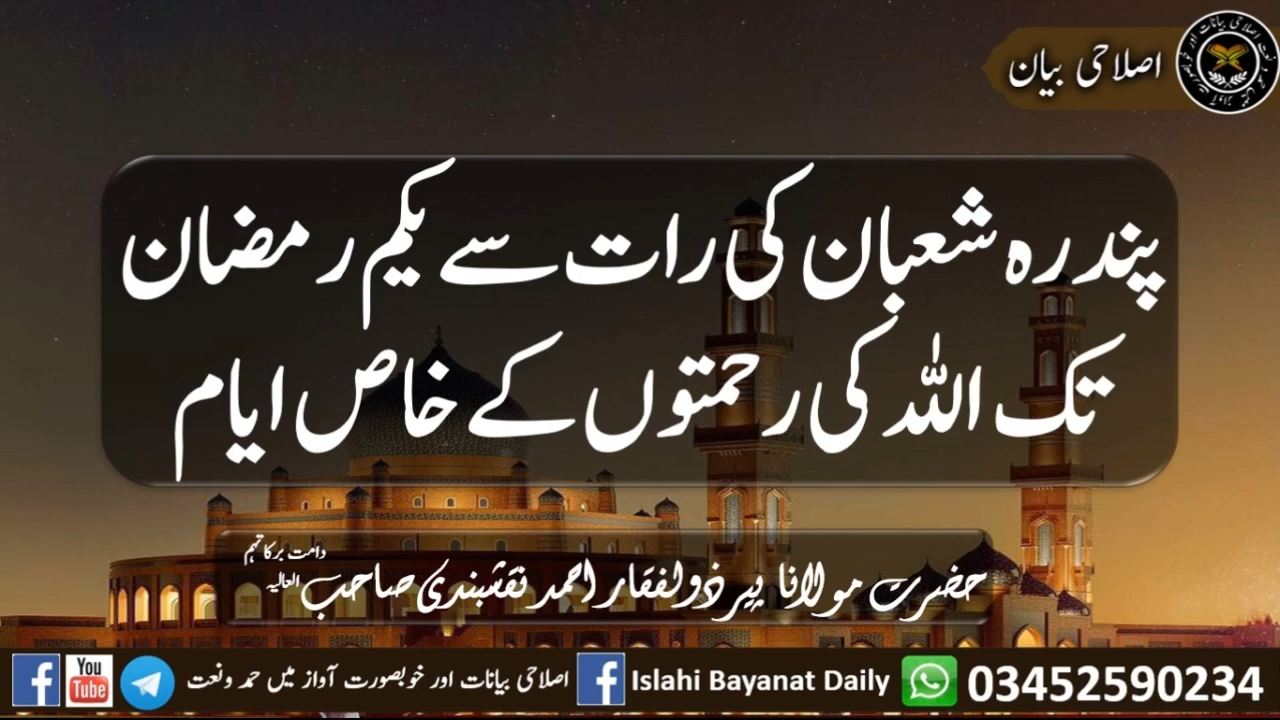 اصلاحی بیان
پندرہ شعبان کی رات سے یکم رمضان
تک اللہ کی رحمتوں کے خاص ایام
حضرت مولانا پیر ذولفقار احمد نقشبندی صاحب دامت برکاتہم العالیہ
You Tube اصلاحی بیانات اور خوبصورت آواز میں حمد ونعت Islahi Bayanat Daily 03452590234